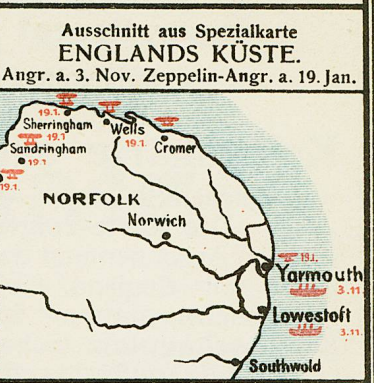 Ausschnitt aus Spezialkarte
ENGLANDS KÜSTE.
Angr. a. 3. Nov. Zeppelin-Angr. a. 19. Jan.
19.1.
Sherringham
Wells
19.1
19.1.
Cromer
Sandringham
19.1
19.1.
NORFOLK
Norwich
19.1.
Yarmouth
3.11.
Lowestoft
3.11.
Southwold